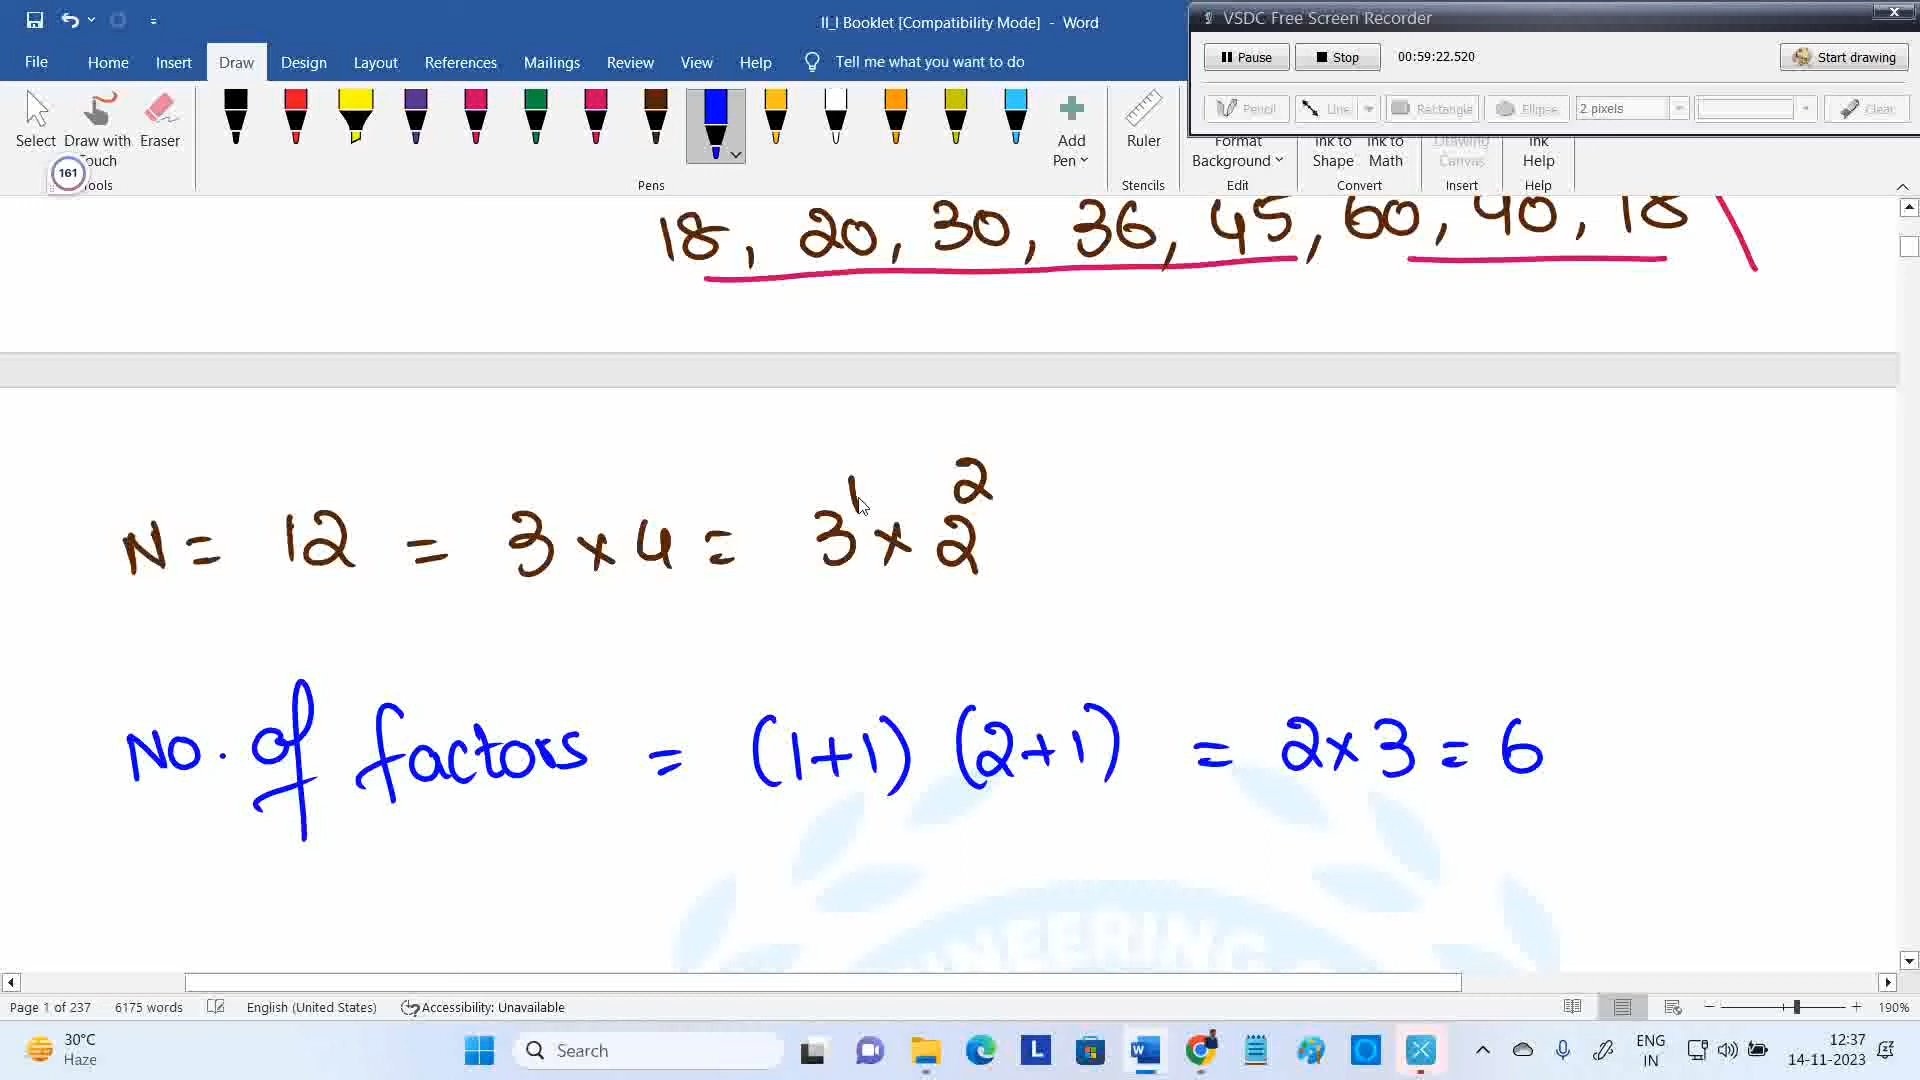 II_I Booklet [Compatibility Mode] - Word
VSDC Free Screen Recorder
Pause Stop 00:59:22.520 Start drawing
File Home Insert Draw Design Layout References Mailings Review View Help Tell me what you want to do
Pencil Line Rectangle Ellipse 2 pixels Clear
Select Draw with Touch Eraser Add Pen Ruler Format Background Ink to Shape Ink to Math Drawing Canvas Ink Help
161
Tools Pens Stencils Edit Convert Insert Help
18, 20, 30, 36, 45, 60, 40, 18
N = 12 = 3 × 4 = 3¹ × 2²
No. of factors = (1+1) (2+1) = 2×3 = 6
Page 1 of 237 6175 words English (United States) Accessibility: Unavailable 190%
30°C
Haze
Search
ENG
IN
12:37
14-11-2023